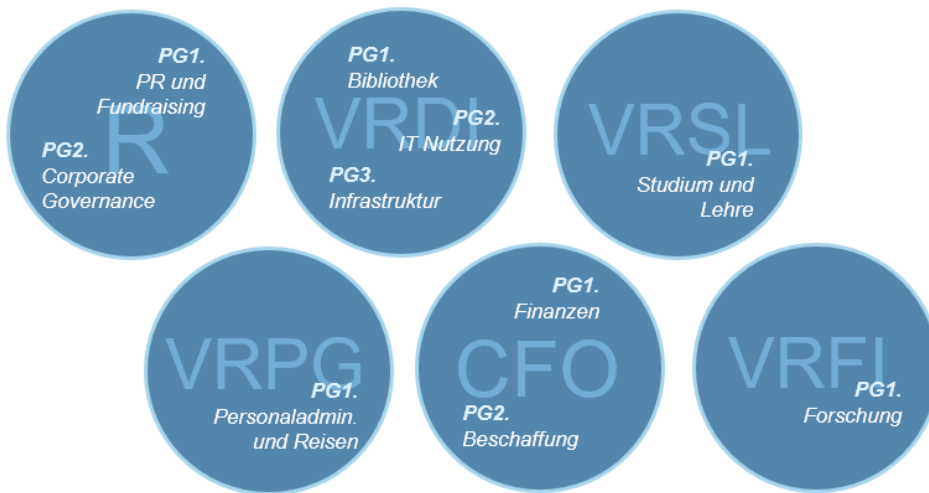 R
PG1.
PR und
Fundraising
PG2.
Corporate
Governance
VRDI
PG1.
Bibliothek
PG2.
IT Nutzung
PG3.
Infrastruktur
VRSL
PG1.
Studium und
Lehre
VRPG
PG1.
Personaladmin.
und Reisen
CFO
PG1.
Finanzen
PG2.
Beschaffung
VRFI
PG1.
Forschung